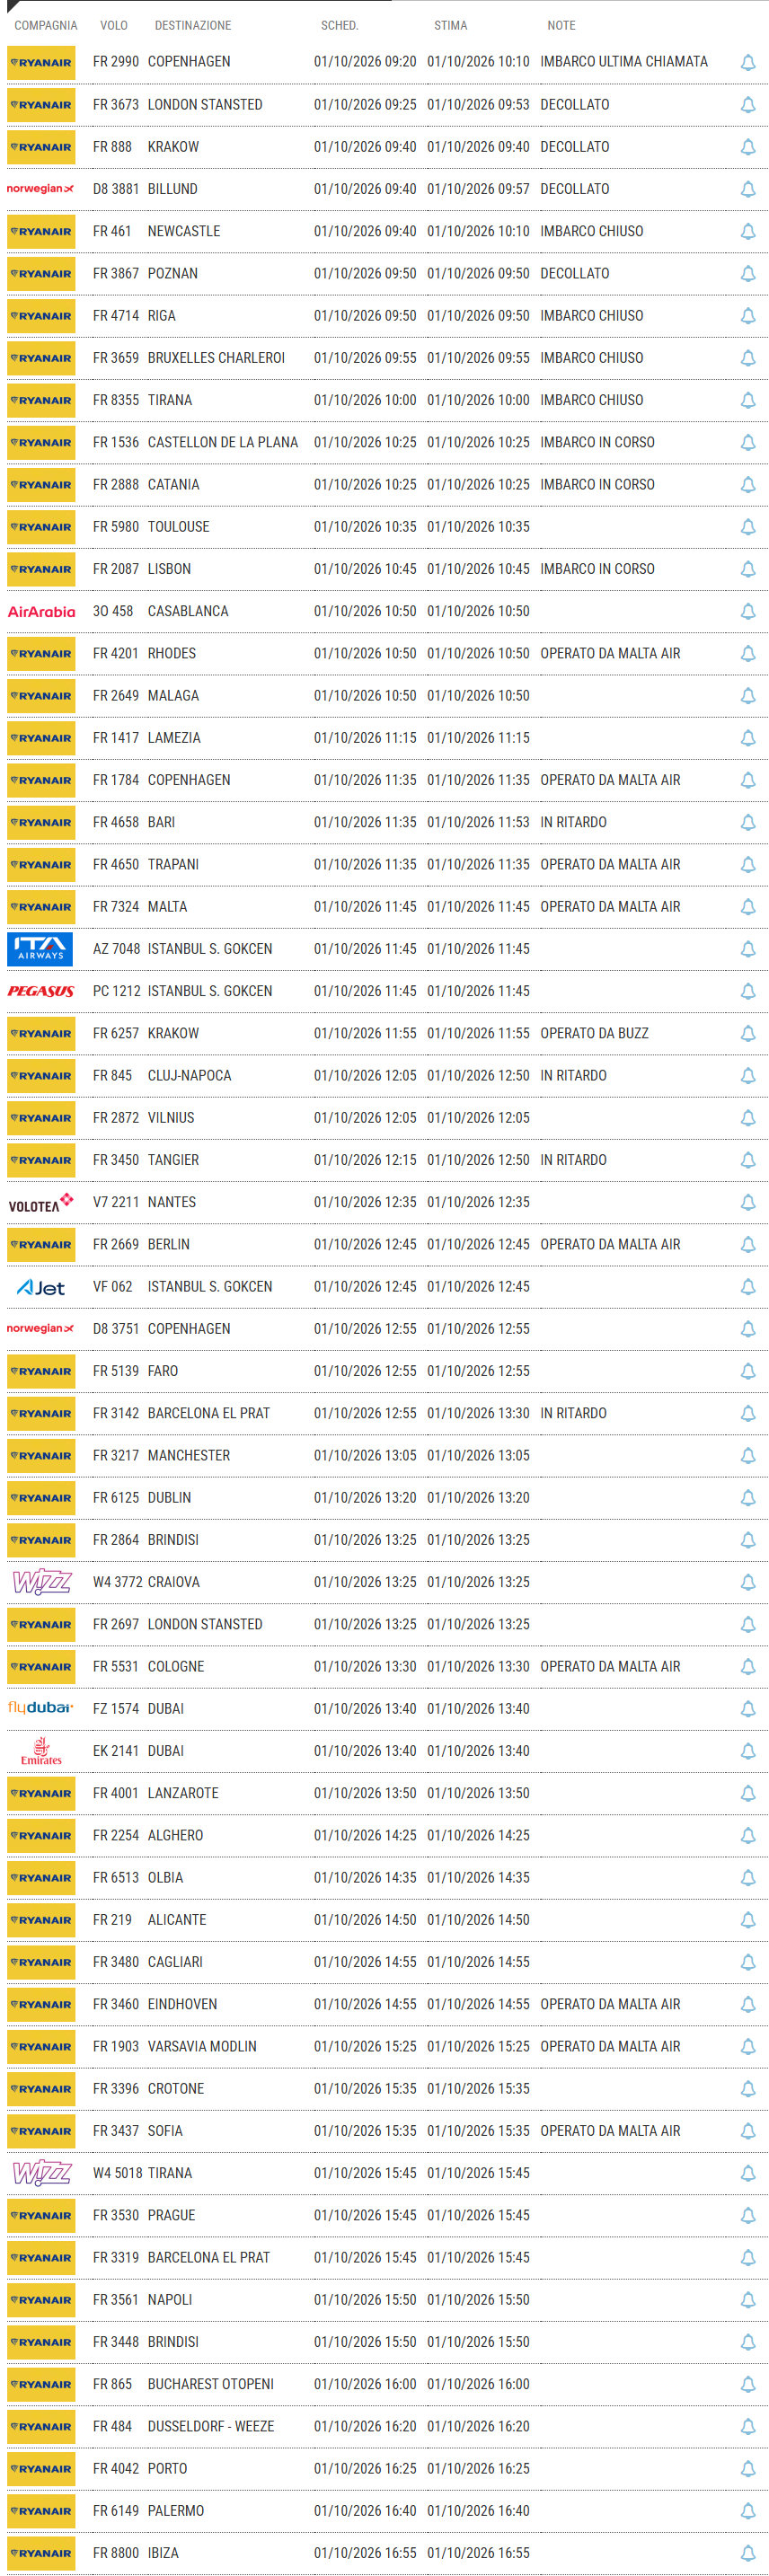 COMPAGNIA VOLO DESTINAZIONE SCHED. STIMA NOTE
RYANAIR FR 2990 COPENHAGEN 01/10/2026 09:20 01/10/2026 10:10 IMBARCO ULTIMA CHIAMATA
RYANAIR FR 3673 LONDON STANSTED 01/10/2026 09:25 01/10/2026 09:53 DECOLLATO
RYANAIR FR 888 KRAKOW 01/10/2026 09:40 01/10/2026 09:40 DECOLLATO
norwegian D8 3881 BILLUND 01/10/2026 09:40 01/10/2026 09:57 DECOLLATO
RYANAIR FR 461 NEWCASTLE 01/10/2026 09:40 01/10/2026 10:10 IMBARCO CHIUSO
RYANAIR FR 3867 POZNAN 01/10/2026 09:50 01/10/2026 09:50 DECOLLATO
RYANAIR FR 4714 RIGA 01/10/2026 09:50 01/10/2026 09:50 IMBARCO CHIUSO
RYANAIR FR 3659 BRUXELLES CHARLEROI 01/10/2026 09:55 01/10/2026 09:55 IMBARCO CHIUSO
RYANAIR FR 8355 TIRANA 01/10/2026 10:00 01/10/2026 10:00 IMBARCO CHIUSO
RYANAIR FR 1536 CASTELLON DE LA PLANA 01/10/2026 10:25 01/10/2026 10:25 IMBARCO IN CORSO
RYANAIR FR 2888 CATANIA 01/10/2026 10:25 01/10/2026 10:25 IMBARCO IN CORSO
RYANAIR FR 5980 TOULOUSE 01/10/2026 10:35 01/10/2026 10:35
RYANAIR FR 2087 LISBON 01/10/2026 10:45 01/10/2026 10:45 IMBARCO IN CORSO
AirArabia 3O 458 CASABLANCA 01/10/2026 10:50 01/10/2026 10:50
RYANAIR FR 4201 RHODES 01/10/2026 10:50 01/10/2026 10:50 OPERATO DA MALTA AIR
RYANAIR FR 2649 MALAGA 01/10/2026 10:50 01/10/2026 10:50
RYANAIR FR 1417 LAMEZIA 01/10/2026 11:15 01/10/2026 11:15
RYANAIR FR 1784 COPENHAGEN 01/10/2026 11:35 01/10/2026 11:35 OPERATO DA MALTA AIR
RYANAIR FR 4658 BARI 01/10/2026 11:35 01/10/2026 11:53 IN RITARDO
RYANAIR FR 4650 TRAPANI 01/10/2026 11:35 01/10/2026 11:35 OPERATO DA MALTA AIR
RYANAIR FR 7324 MALTA 01/10/2026 11:45 01/10/2026 11:45 OPERATO DA MALTA AIR
ITA AIRWAYS AZ 7048 ISTANBUL S. GOKCEN 01/10/2026 11:45 01/10/2026 11:45
PEGASUS PC 1212 ISTANBUL S. GOKCEN 01/10/2026 11:45 01/10/2026 11:45
RYANAIR FR 6257 KRAKOW 01/10/2026 11:55 01/10/2026 11:55 OPERATO DA BUZZ
RYANAIR FR 845 CLUJ-NAPOCA 01/10/2026 12:05 01/10/2026 12:50 IN RITARDO
RYANAIR FR 2872 VILNIUS 01/10/2026 12:05 01/10/2026 12:05
RYANAIR FR 3450 TANGIER 01/10/2026 12:15 01/10/2026 12:50 IN RITARDO
VOLOTEA V7 2211 NANTES 01/10/2026 12:35 01/10/2026 12:35
RYANAIR FR 2669 BERLIN 01/10/2026 12:45 01/10/2026 12:45 OPERATO DA MALTA AIR
AJet VF 062 ISTANBUL S. GOKCEN 01/10/2026 12:45 01/10/2026 12:45
norwegian D8 3751 COPENHAGEN 01/10/2026 12:55 01/10/2026 12:55
RYANAIR FR 5139 FARO 01/10/2026 12:55 01/10/2026 12:55
RYANAIR FR 3142 BARCELONA EL PRAT 01/10/2026 12:55 01/10/2026 13:30 IN RITARDO
RYANAIR FR 3217 MANCHESTER 01/10/2026 13:05 01/10/2026 13:05
RYANAIR FR 6125 DUBLIN 01/10/2026 13:20 01/10/2026 13:20
RYANAIR FR 2864 BRINDISI 01/10/2026 13:25 01/10/2026 13:25
WIZZ W4 3772 CRAIOVA 01/10/2026 13:25 01/10/2026 13:25
RYANAIR FR 2697 LONDON STANSTED 01/10/2026 13:25 01/10/2026 13:25
RYANAIR FR 5531 COLOGNE 01/10/2026 13:30 01/10/2026 13:30 OPERATO DA MALTA AIR
flydubai FZ 1574 DUBAI 01/10/2026 13:40 01/10/2026 13:40
Emirates EK 2141 DUBAI 01/10/2026 13:40 01/10/2026 13:40
RYANAIR FR 4001 LANZAROTE 01/10/2026 13:50 01/10/2026 13:50
RYANAIR FR 2254 ALGHERO 01/10/2026 14:25 01/10/2026 14:25
RYANAIR FR 6513 OLBIA 01/10/2026 14:35 01/10/2026 14:35
RYANAIR FR 219 ALICANTE 01/10/2026 14:50 01/10/2026 14:50
RYANAIR FR 3480 CAGLIARI 01/10/2026 14:55 01/10/2026 14:55
RYANAIR FR 3460 EINDHOVEN 01/10/2026 14:55 01/10/2026 14:55 OPERATO DA MALTA AIR
RYANAIR FR 1903 VARSAVIA MODLIN 01/10/2026 15:25 01/10/2026 15:25 OPERATO DA MALTA AIR
RYANAIR FR 3396 CROTONE 01/10/2026 15:35 01/10/2026 15:35
RYANAIR FR 3437 SOFIA 01/10/2026 15:35 01/10/2026 15:35 OPERATO DA MALTA AIR
WIZZ W4 5018 TIRANA 01/10/2026 15:45 01/10/2026 15:45
RYANAIR FR 3530 PRAGUE 01/10/2026 15:45 01/10/2026 15:45
RYANAIR FR 3319 BARCELONA EL PRAT 01/10/2026 15:45 01/10/2026 15:45
RYANAIR FR 3561 NAPOLI 01/10/2026 15:50 01/10/2026 15:50
RYANAIR FR 3448 BRINDISI 01/10/2026 15:50 01/10/2026 15:50
RYANAIR FR 865 BUCHAREST OTOPENI 01/10/2026 16:00 01/10/2026 16:00
RYANAIR FR 484 DUSSELDORF - WEEZE 01/10/2026 16:20 01/10/2026 16:20
RYANAIR FR 4042 PORTO 01/10/2026 16:25 01/10/2026 16:25
RYANAIR FR 6149 PALERMO 01/10/2026 16:40 01/10/2026 16:40
RYANAIR FR 8800 IBIZA 01/10/2026 16:55 01/10/2026 16:55